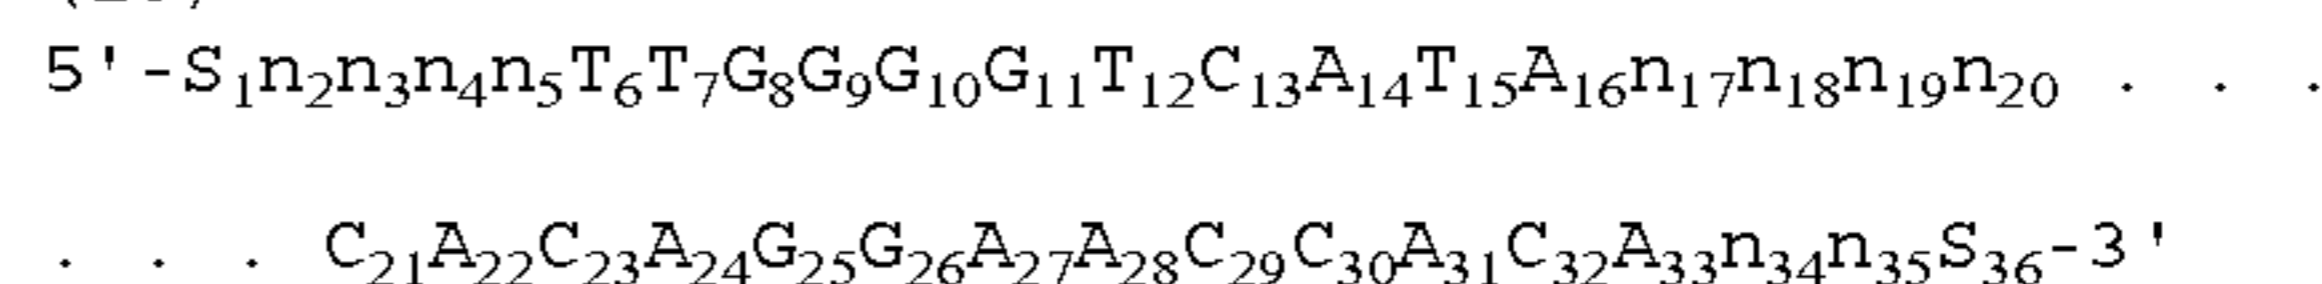 5'-S₁n₂n₃n₄n₅T₆T₇G₈G₉G₁₀G₁₁T₁₂C₁₃A₁₄T₁₅A₁₆n₁₇n₁₈n₁₉n₂₀ . . .
. . . C₂₁A₂₂C₂₃A₂₄G₂₅G₂₆A₂₇A₂₈C₂₉C₃₀A₃₁C₃₂A₃₃n₃₄n₃₅S₃₆-3'